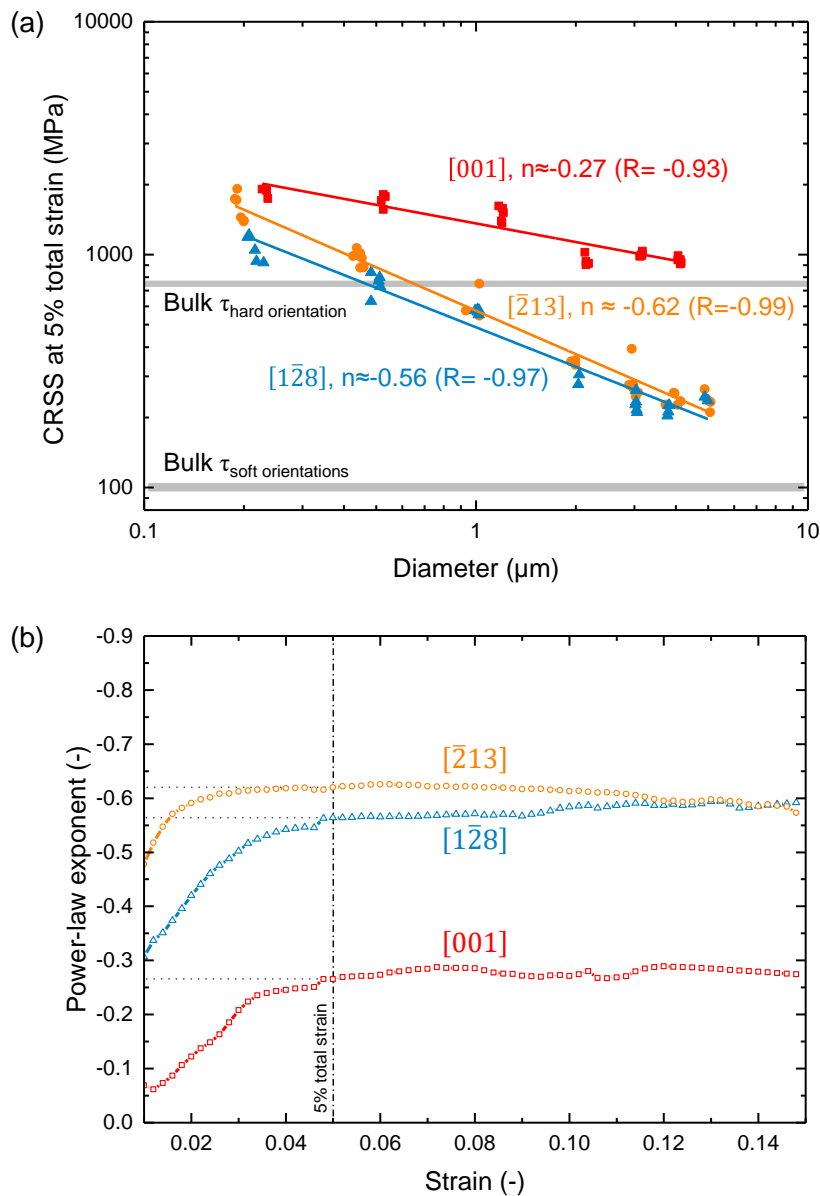 (a)
10000
1000
100
CRSS at 5% total strain (MPa)
[001], n≈-0.27 (R= -0.93)
Bulk τhard orientation
[2̅13], n ≈ -0.62(R=-0.99)
[12̅8], n≈-0.56 (R= -0.97)
Bulk τsoft orientations
0.1 1 10
Diameter (µm)
(b)
-0.9
-0.8
-0.7
-0.6
-0.5
-0.4
-0.3
-0.2
-0.1
0.0
Power-law exponent (-)
[2̅13]
[12̅8]
[001]
5% total strain
0.02 0.04 0.06 0.08 0.10 0.12 0.14
Strain (-)